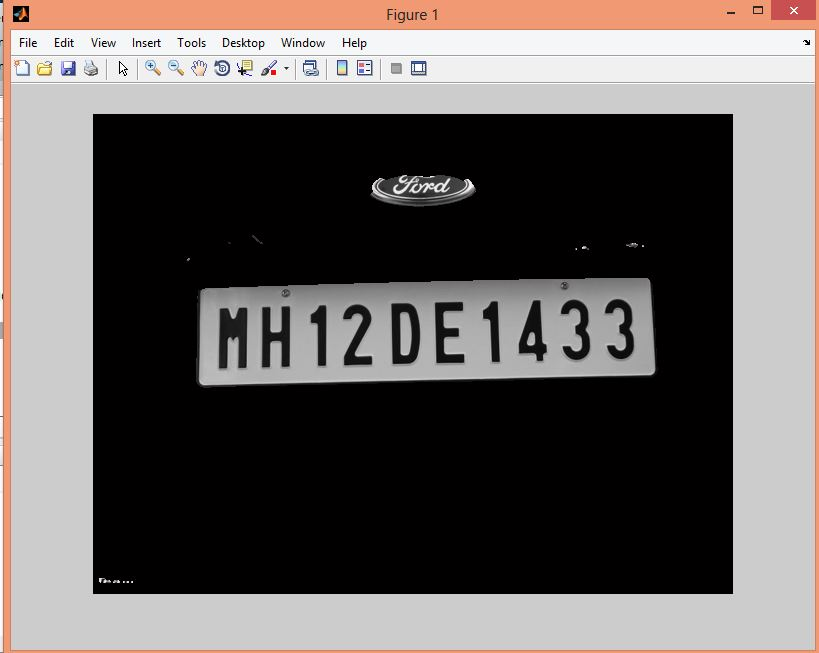 Figure 1
File Edit View Insert Tools Desktop Window Help
Ford
MH12DE1433